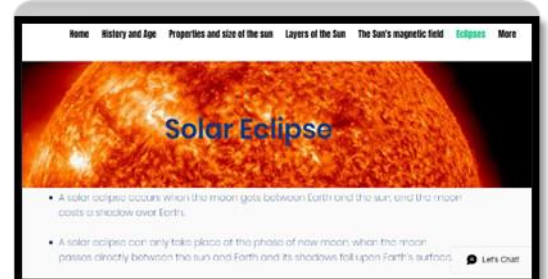 Home History and Age Properties and size of the sun Layers of the Sun The Sun's magnetic field Eclipses More
Solar Eclipse
• A solar eclipse occurs when the moon gets between Earth and the sun, and the moon
casts a shadow over Earth.
• A solar eclipse can only take place at the phase of new moon, when the moon
passes directly between the sun and Earth and its shadows fall upon Earth's surface.
Let's Chat!